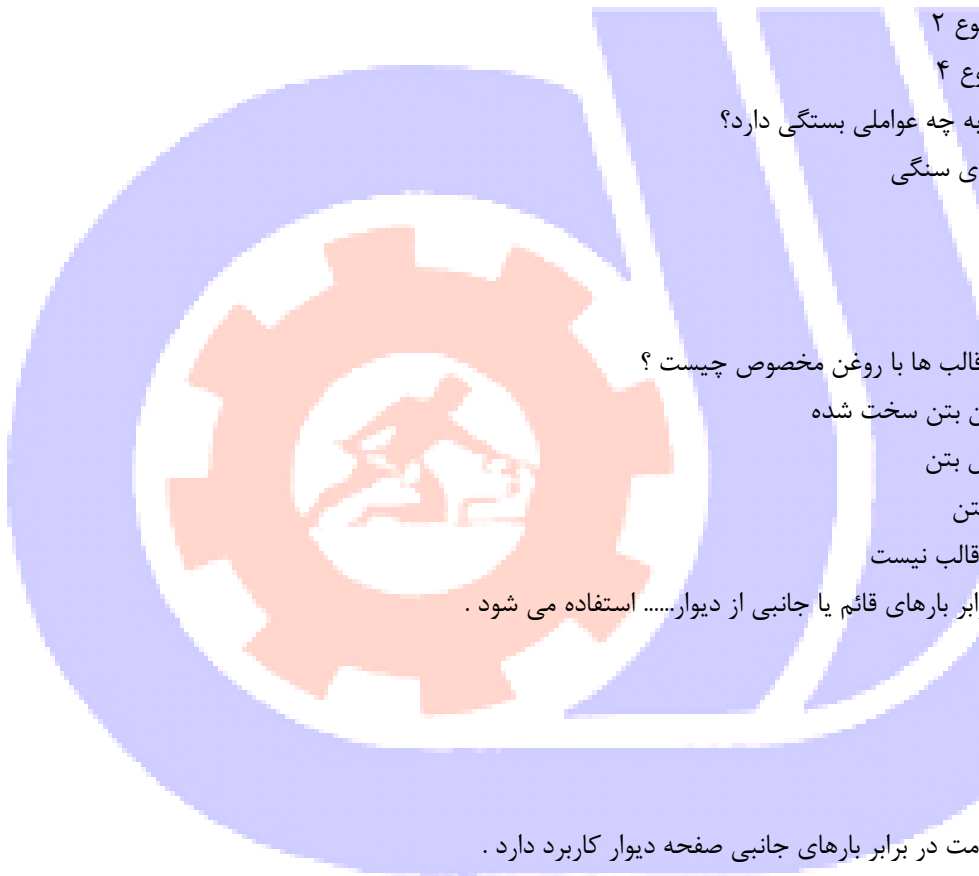 وع ۲
وع ۴
به چه عواملی بستگی دارد؟
ی سنگی
قالب ها با روغن مخصوص چیست ؟
ن بتن سخت شده
بتن
تن
قالب نیست
ابر بارهای قائم یا جانبی از دیوار...... استفاده می شود .
مت در برابر بارهای جانبی صفحه دیوار کاربرد دارد .